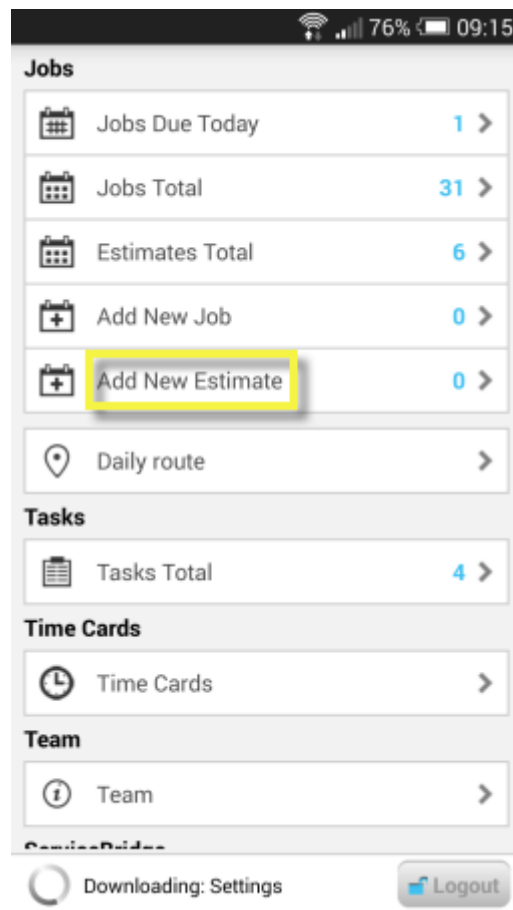 76% 09:15
Jobs
Jobs Due Today 1
Jobs Total 31
Estimates Total 6
Add New Job 0
Add New Estimate 0
Daily route
Tasks
Tasks Total 4
Time Cards
Time Cards
Team
Team
ServiceBridge
Downloading: Settings Logout